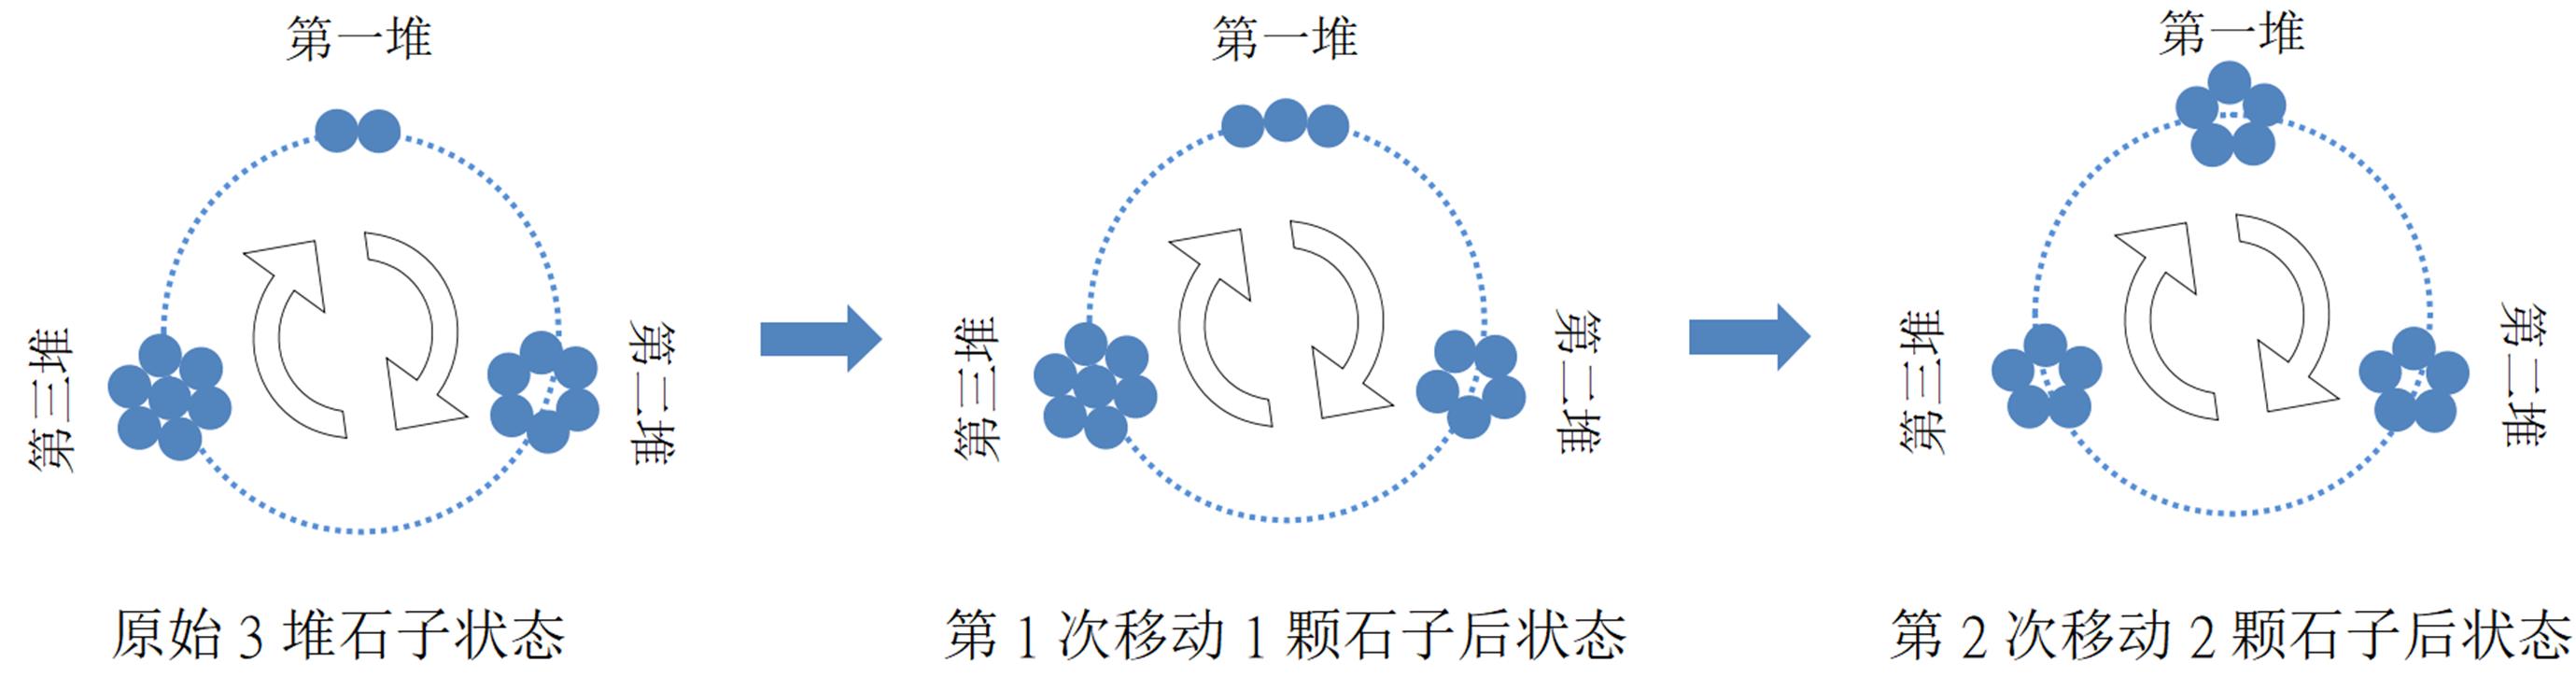 第一堆
第三堆
第二堆
原始3堆石子状态
第一堆
第三堆
第二堆
第1次移动1颗石子后状态
第一堆
第三堆
第二堆
第2次移动2颗石子后状态